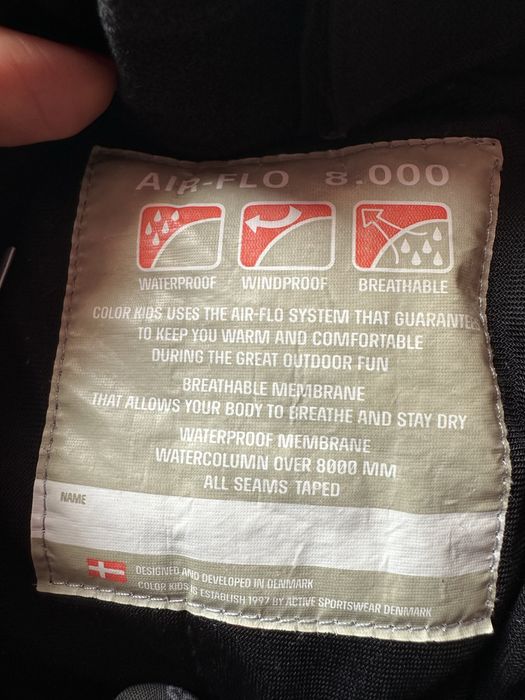 AIR-FLO 8.000
WATERPROOF WINDPROOF BREATHABLE
COLOR KIDS USES THE AIR-FLO SYSTEM THAT GUARANTEE
TO KEEP YOU WARM AND COMFORTABLE
DURING THE GREAT OUTDOOR FUN
BREATHABLE MEMBRANE
THAT ALLOWS YOUR BODY TO BREATHE AND STAY DRY
WATERPROOF MEMBRANE
WATERCOLUMN OVER 8000 MM
ALL SEAMS TAPED
NAME
DESIGNED AND DEVELOPED IN DENMARK
COLOR KIDS IS ESTABLISH 1997 BY ACTIVE SPORTSWEAR DENMARK